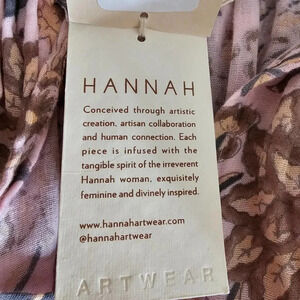 HANNAH
Conceived through artistic
creation, artisan collaboration
and human connection. Each
piece is infused with the
tangible spirit of the irreverent
Hannah woman, exquisitely
feminine and divinely inspired.
www.hannahartwear.com
@hannahartwear
ARTWEAR